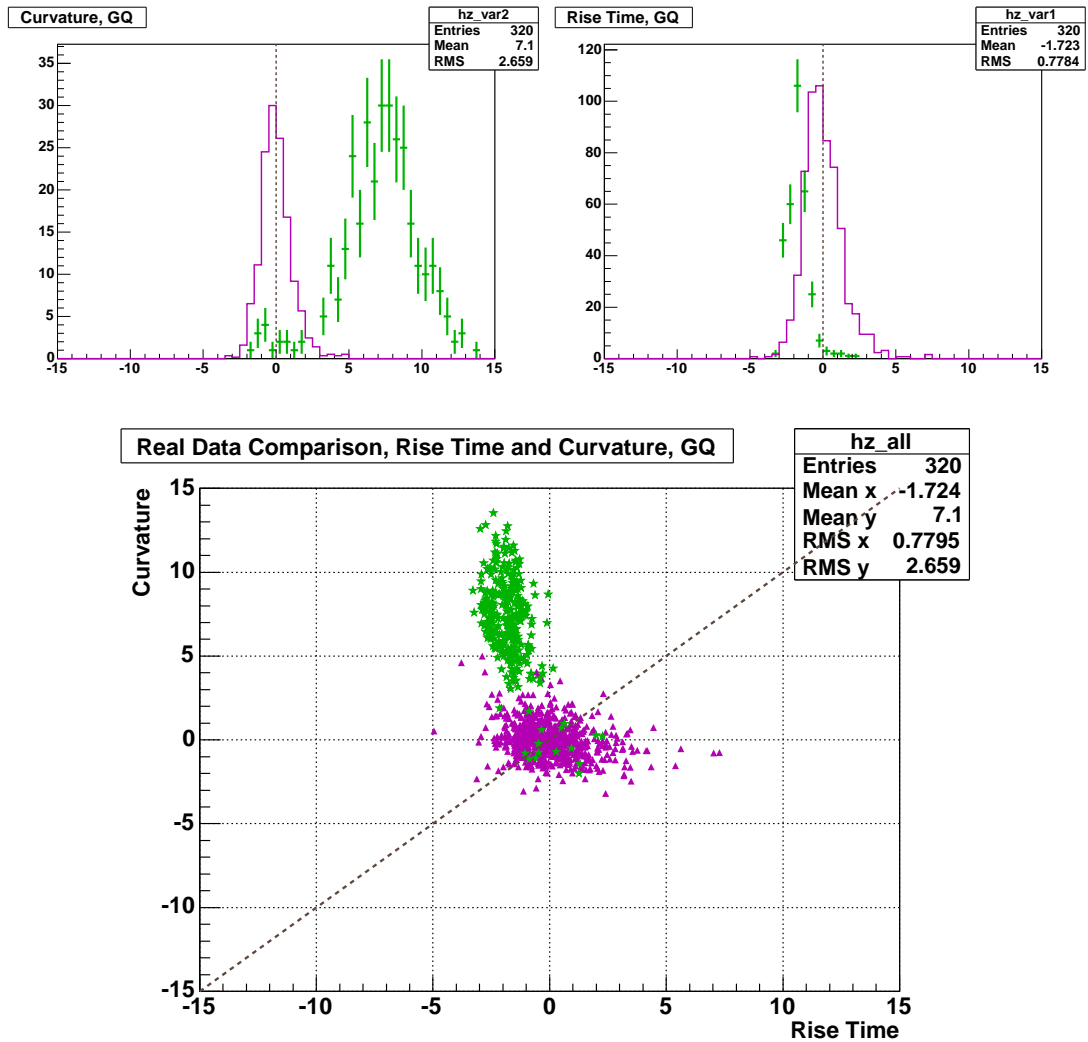 Curvature, GQ
hz_var2
Entries 320
Mean 7.1
RMS 2.659
35
30
25
20
15
10
5
0
-15 -10 -5 0 5 10 15
Rise Time, GQ
hz_var1
Entries 320
Mean -1.723
RMS 0.7784
120
100
80
60
40
20
0
-15 -10 -5 0 5 10 15
Real Data Comparison, Rise Time and Curvature, GQ
hz_all
Entries 320
Mean x -1.724
Mean y 7.1
RMS x 0.7795
RMS y 2.659
Curvature
15
10
5
0
-5
-10
-15
-15 -10 -5 0 5 10 15
Rise Time